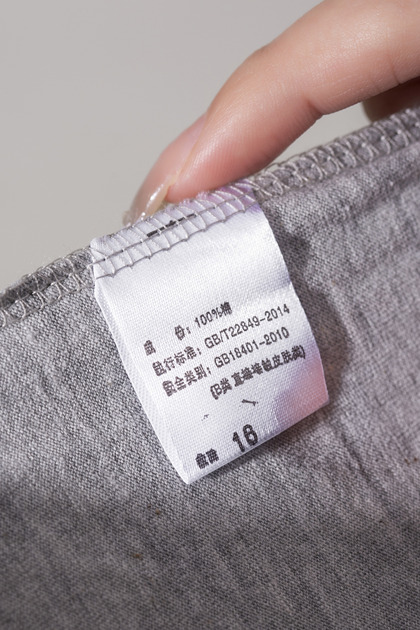 成 份: 100%棉
执行标准: GB/T22849-2014
安全类别: GB18401-2010
(B类 直接接触皮肤类)
16